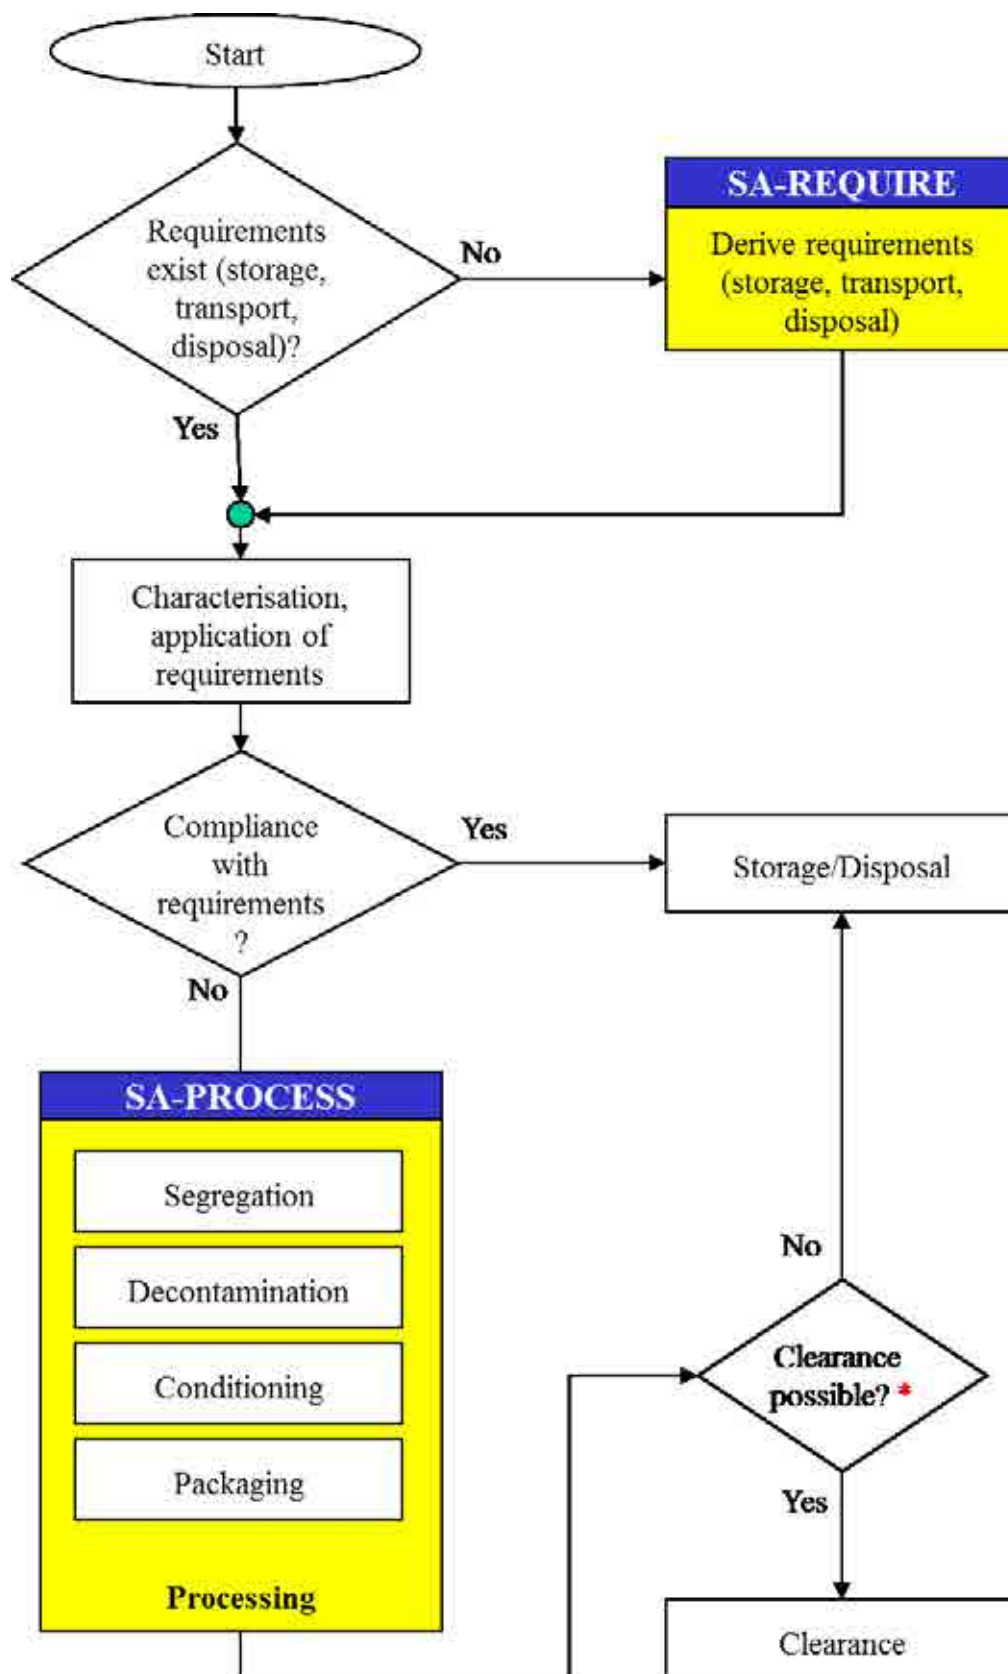 Start
Requirements
exist (storage,
transport,
disposal)?
No
SA-REQUIRE
Derive requirements
(storage, transport,
disposal)
Yes
Characterisation,
application of
requirements
Compliance
with
requirements
?
Yes
Storage/Disposal
No
SA-PROCESS
Segregation
Decontamination
Conditioning
Packaging
Processing
No
Clearance
possible? *
Yes
Clearance